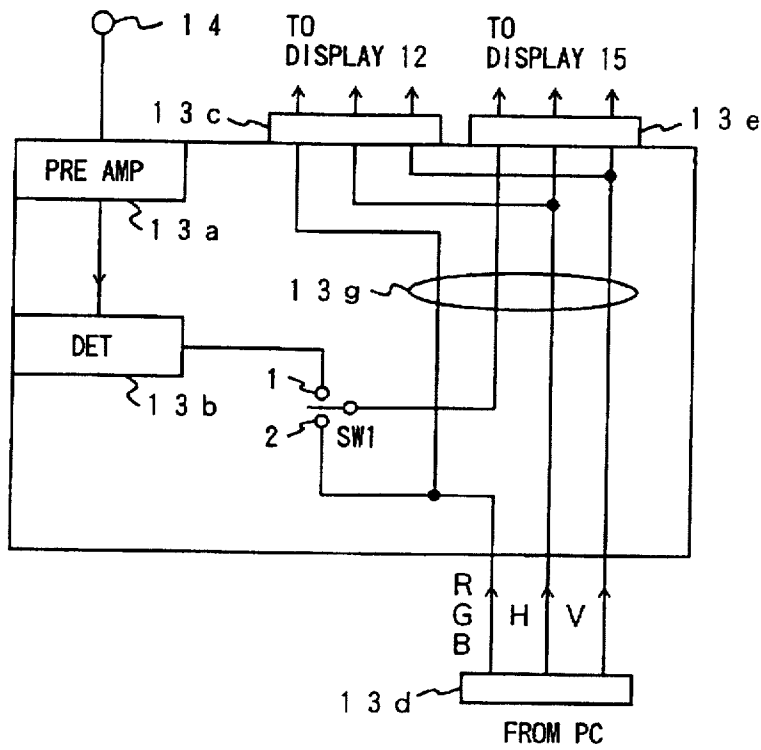 14
TO
DISPLAY 12
TO
DISPLAY 15
13c
13e
PRE AMP
13a
13g
DET
13b
1
2
SW1
R
G
B
H
V
13d
FROM PC